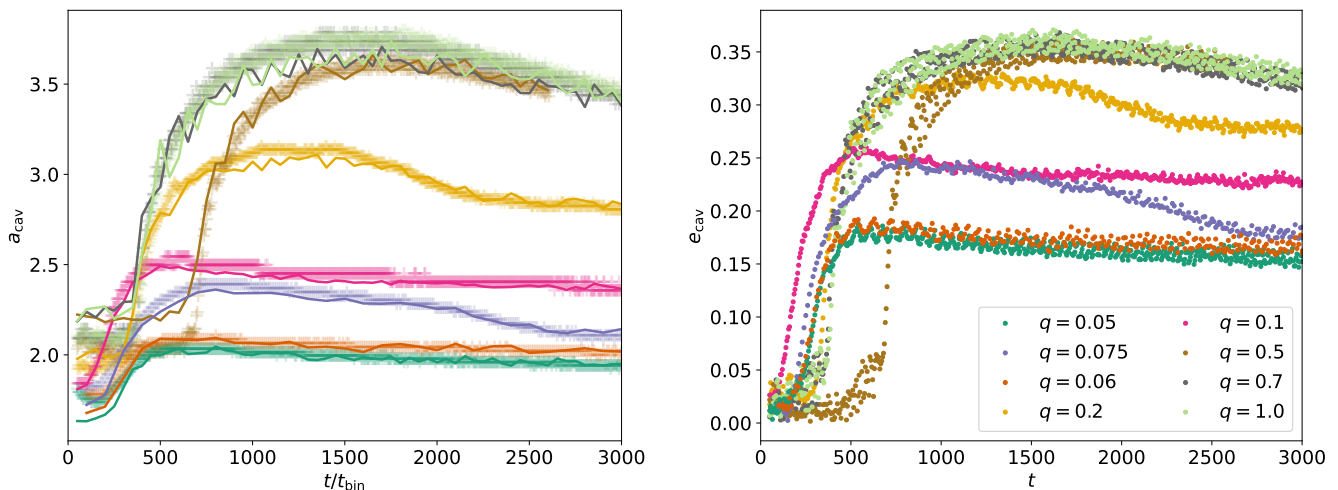 3.5
3.0
2.5
2.0
a_cav
0 500 1000 1500 2000 2500 3000
t/t_bin
0.35
0.30
0.25
0.20
0.15
0.10
0.05
0.00
e_cav
q = 0.05 q = 0.1
q = 0.075 q = 0.5
q = 0.06 q = 0.7
q = 0.2 q = 1.0
0 500 1000 1500 2000 2500 3000
t